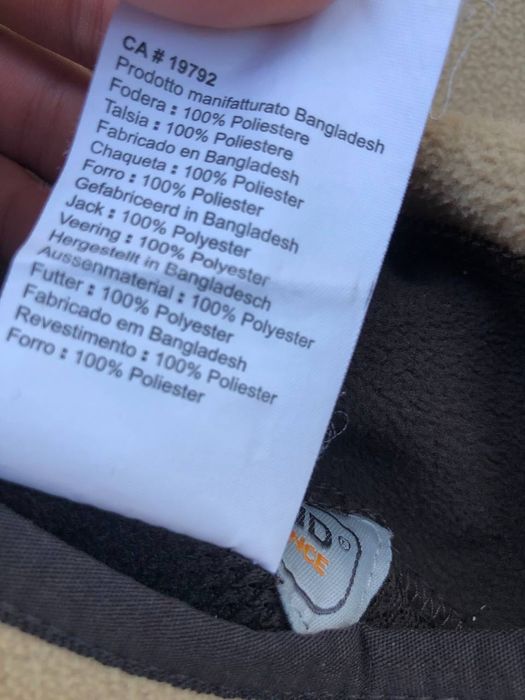 CA # 19792
Prodotto manifatturato Bangladesh
Fodera : 100% Poliestere
Talsia : 100% Poliestere
Fabricado en Bangladesh
Chaqueta : 100% Poliester
Forro : 100% Poliester
Gefabriceerd in Bangladesh
Jack : 100% Polyester
Veering : 100% Polyester
Hergestellt in Bangladesch
Aussenmaterial : 100% Polyester
Futter : 100% Polyester
Fabricado em Bangladesh
Revestimento : 100% Poliester
Forro : 100% Poliester